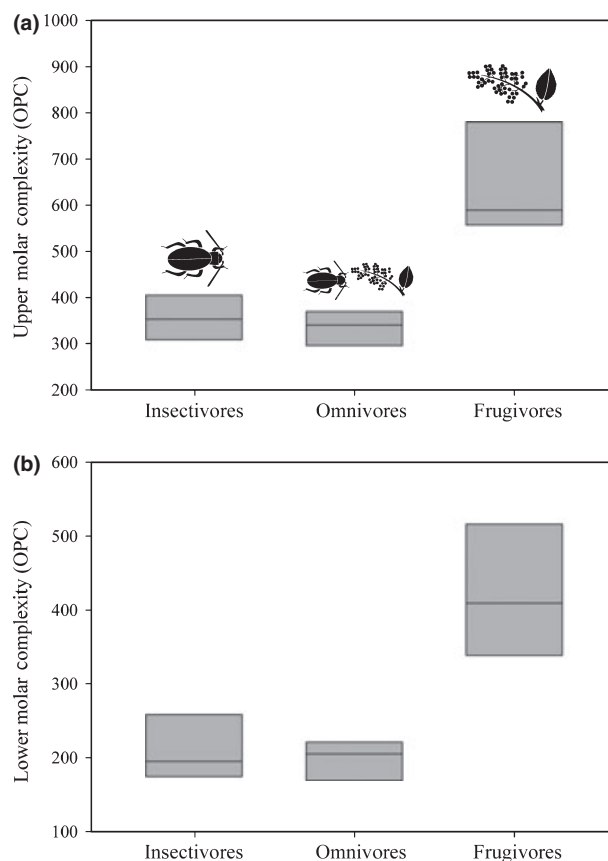 (a)
Upper molar complexity (OPC)
1000
900
800
700
600
500
400
300
200
Insectivores Omnivores Frugivores
(b)
Lower molar complexity (OPC)
600
500
400
300
200
100
Insectivores Omnivores Frugivores